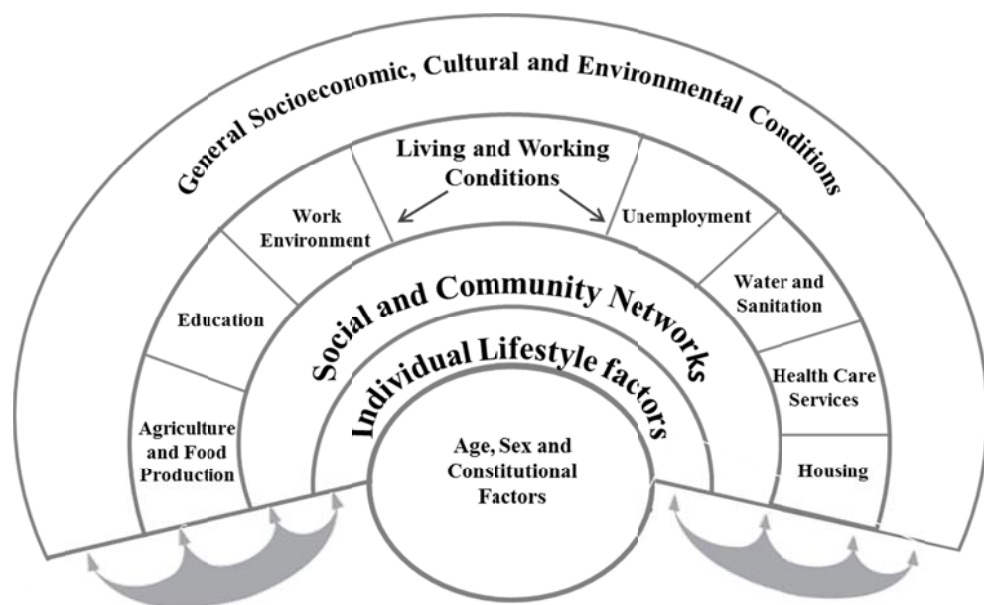 General Socioeconomic, Cultural and Environmental Conditions
Living and Working
Conditions
Work
Environment
Unemployment
Education
Water and
Sanitation
Agriculture
and Food
Production
Health Care
Services
Housing
Social and Community Networks
Individual Lifestyle factors
Age, Sex and
Constitutional
Factors